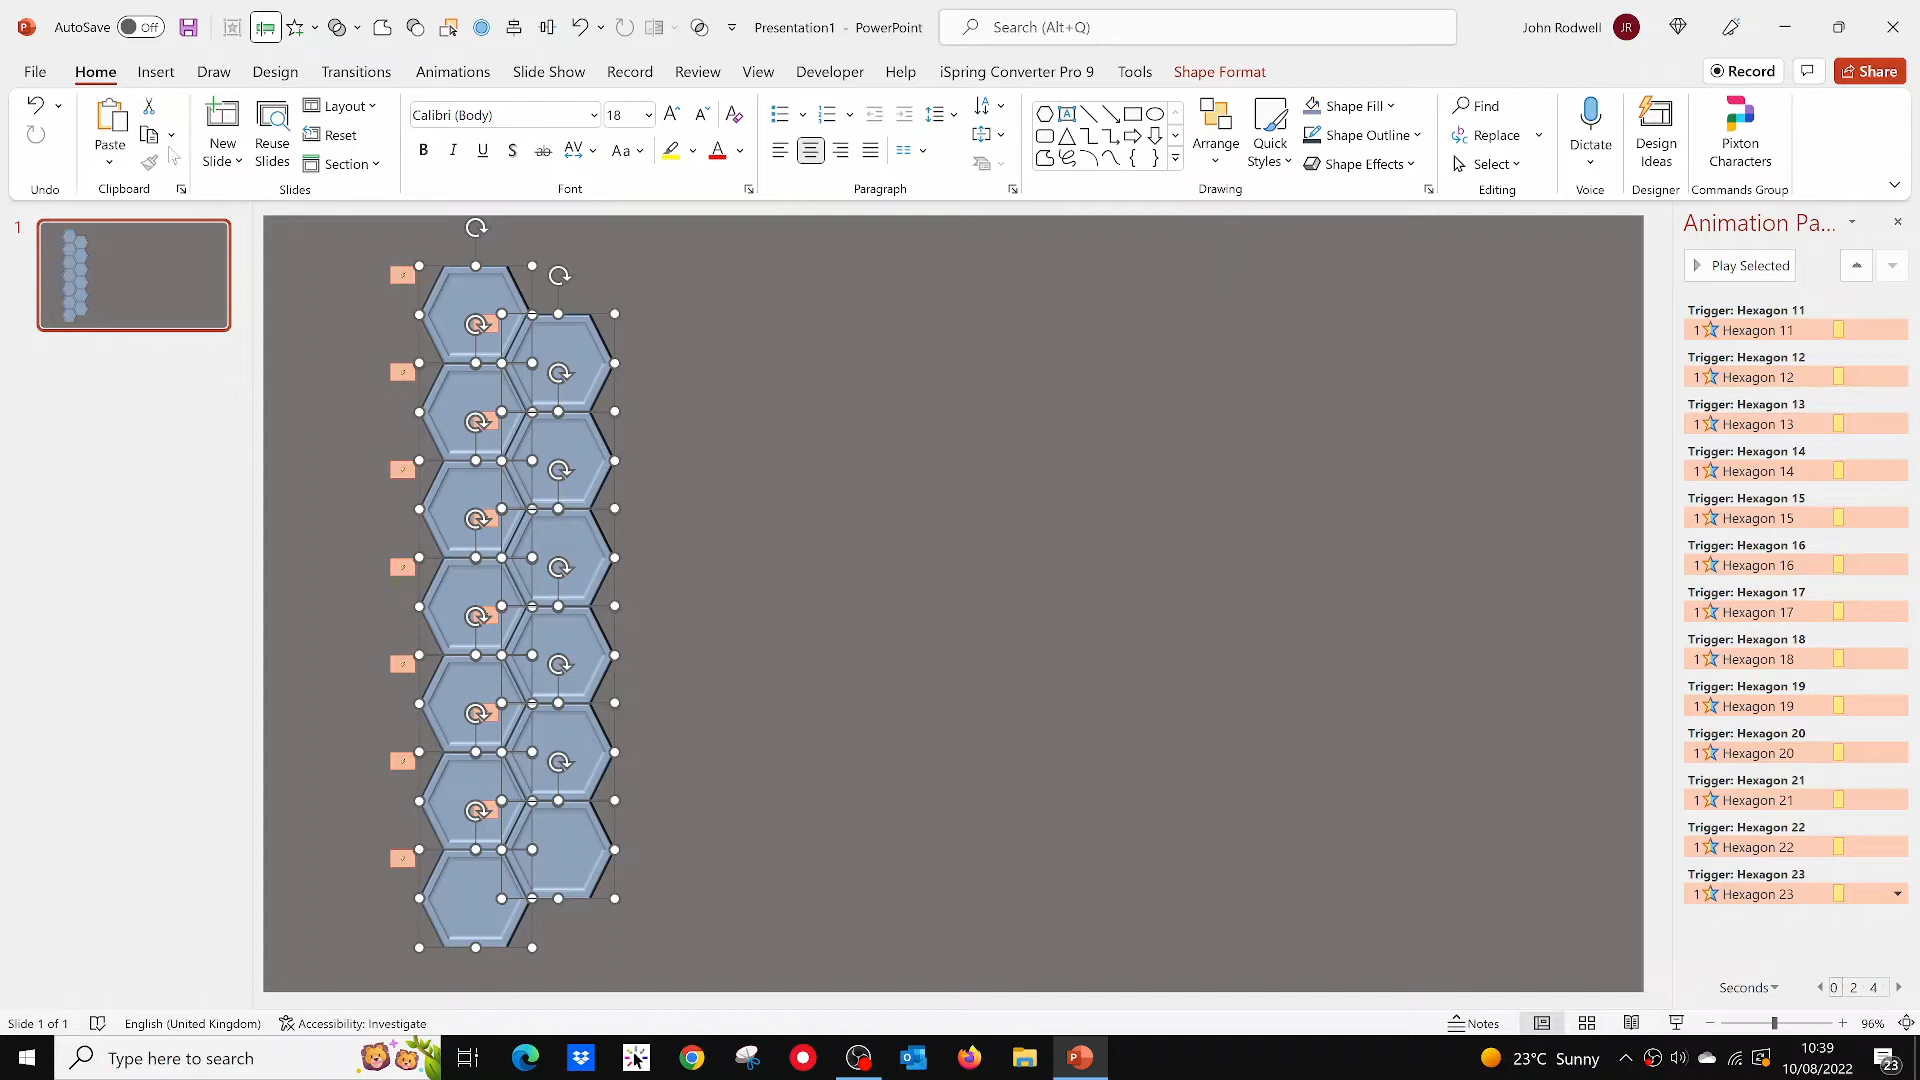 AutoSave Off Presentation1 - PowerPoint Search (Alt+Q) John Rodwell JR
File Home Insert Draw Design Transitions Animations Slide Show Record Review View Developer Help iSpring Converter Pro 9 Tools Shape Format Record Share
Paste New Slide Reuse Slides Layout Reset Section Calibri (Body) 18 Shape Fill Shape Outline Shape Effects Arrange Quick Styles Find Replace Select Dictate Design Ideas Pixton Characters
Undo Clipboard Slides Font Paragraph Drawing Editing Voice Designer Commands Group
1
Animation Pa...
Play Selected
Trigger: Hexagon 11
1 Hexagon 11
Trigger: Hexagon 12
1 Hexagon 12
Trigger: Hexagon 13
1 Hexagon 13
Trigger: Hexagon 14
1 Hexagon 14
Trigger: Hexagon 15
1 Hexagon 15
Trigger: Hexagon 16
1 Hexagon 16
Trigger: Hexagon 17
1 Hexagon 17
Trigger: Hexagon 18
1 Hexagon 18
Trigger: Hexagon 19
1 Hexagon 19
Trigger: Hexagon 20
1 Hexagon 20
Trigger: Hexagon 21
1 Hexagon 21
Trigger: Hexagon 22
1 Hexagon 22
Trigger: Hexagon 23
1 Hexagon 23
Seconds 0 2 4
Slide 1 of 1 English (United Kingdom) Accessibility: Investigate Notes 96%
Type here to search 23°C Sunny 10:39
10/08/2022 23